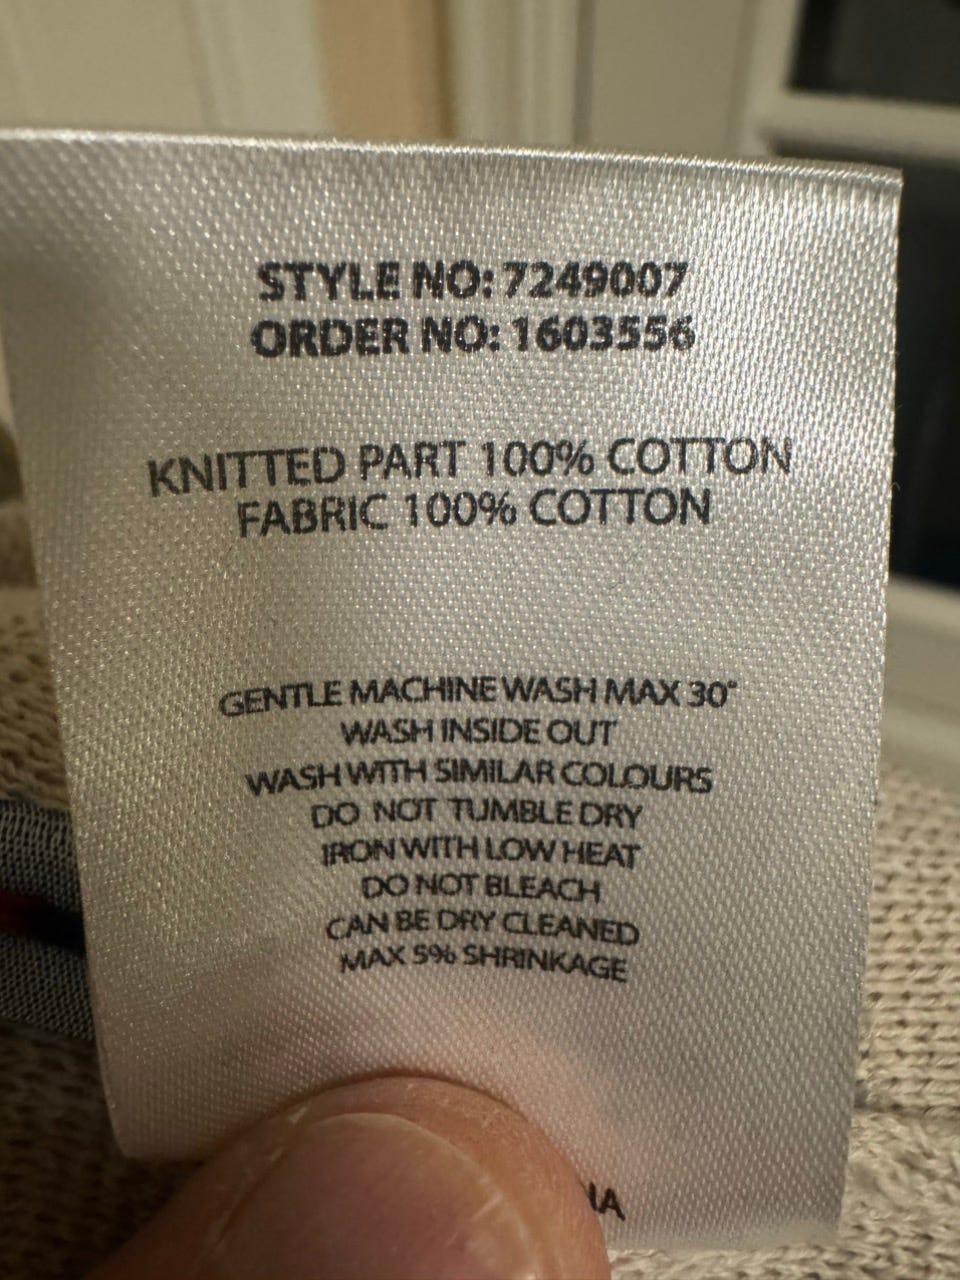 STYLE NO: 7249007
ORDER NO: 1603556
KNITTED PART 100% COTTON
FABRIC 100% COTTON
GENTLE MACHINE WASH MAX 30°
WASH INSIDE OUT
WASH WITH SIMILAR COLOURS
DO NOT TUMBLE DRY
IRON WITH LOW HEAT
DO NOT BLEACH
CAN BE DRY CLEANED
MAX 5% SHRINKAGE